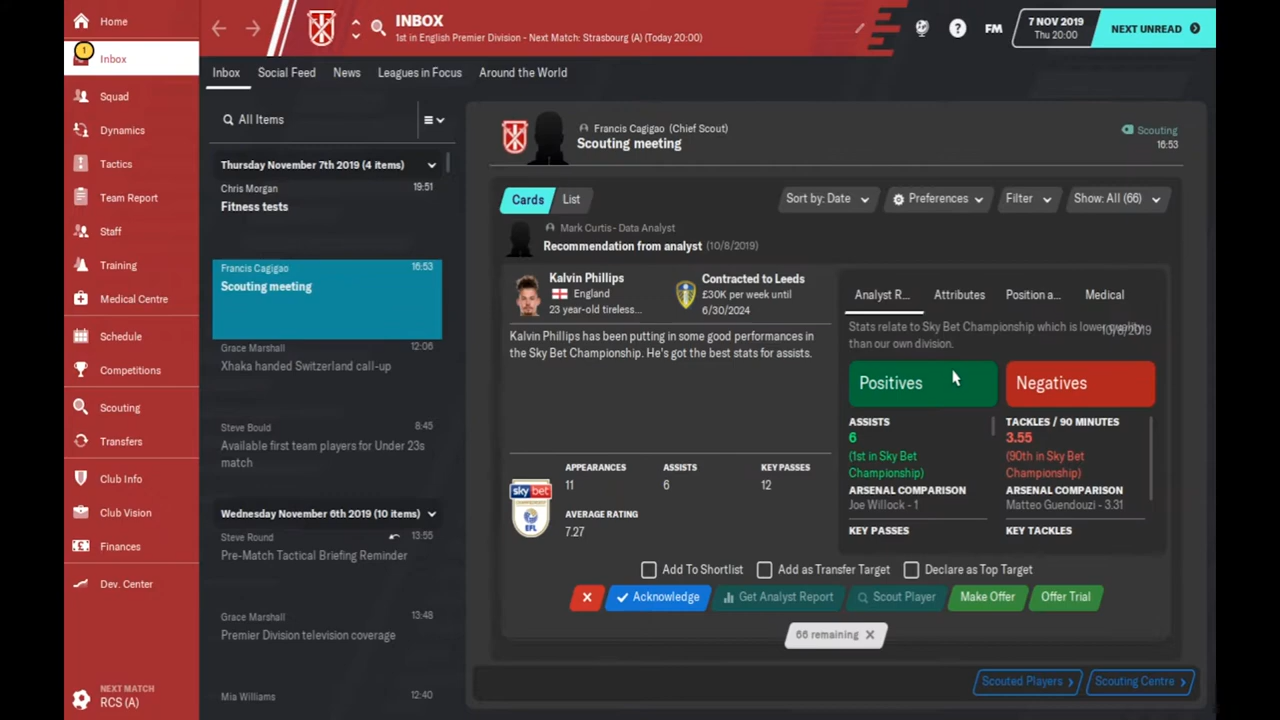 Home
1
Inbox
Squad
Dynamics
Tactics
Team Report
Staff
Training
Medical Centre
Schedule
Competitions
Scouting
Transfers
Club Info
Club Vision
Finances
Dev. Center
NEXT MATCH
RCS (A)
INBOX
1st in English Premier Division - Next Match: Strasbourg (A) (Today 20:00)
?
FM
7 NOV 2019
Thu 20:00
NEXT UNREAD
Inbox
Social Feed
News
Leagues in Focus
Around the World
All Items
Thursday November 7th 2019 (4 items)
Chris Morgan 19:51
Fitness tests
Francis Cagigao 16:53
Scouting meeting
Grace Marshall 12:06
Xhaka handed Switzerland call-up
Steve Bould 8:45
Available first team players for Under 23s
match
Wednesday November 6th 2019 (10 items)
Steve Round 13:55
Pre-Match Tactical Briefing Reminder
Grace Marshall 13:48
Premier Division television coverage
Mia Williams 12:40
Francis Cagigao (Chief Scout)
Scouting meeting
Scouting
16:53
Cards
List
Sort by: Date
Preferences
Filter
Show: All (66)
Mark Curtis- Data Analyst
Recommendation from analyst (10/8/2019)
Kalvin Phillips
England
23 year-old tireless...
Contracted to Leeds
£30K per week until
6/30/2024
Kalvin Phillips has been putting in some good performances in
the Sky Bet Championship. He's got the best stats for assists.
APPEARANCES
11
ASSISTS
6
KEY PASSES
12
AVERAGE RATING
7.27
sky bet
EFL
Analyst R...
Attributes
Position a...
Medical
10/8/2019
Stats relate to Sky Bet Championship which is lower quality
than our own division.
Positives
Negatives
ASSISTS
6
(1st in Sky Bet
Championship)
ARSENAL COMPARISON
Joe Willock - 1
KEY PASSES
TACKLES / 90 MINUTES
3.55
(90th in Sky Bet
Championship)
ARSENAL COMPARISON
Matteo Guendouzi - 3.31
KEY TACKLES
Add To Shortlist
Add as Transfer Target
Declare as Top Target
Acknowledge
Get Analyst Report
Scout Player
Make Offer
Offer Trial
66 remaining
Scouted Players
Scouting Centre